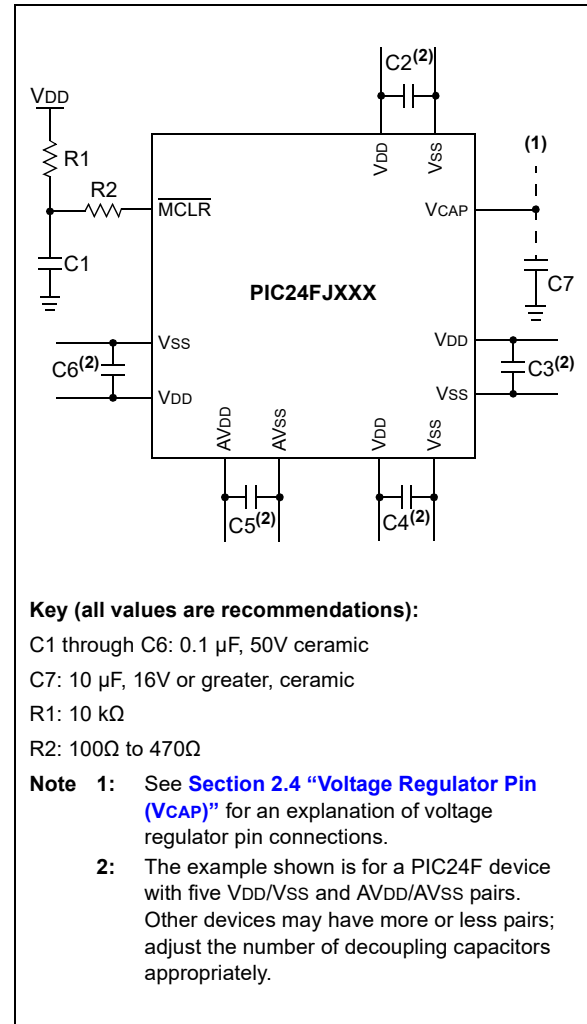 C2(2)
VDD
R1
R2
C1
MCLR
VDD
VSS
(1)
VCAP
C7
PIC24FJXXX
VSS
VDD
C6(2)
VDD
VSS
C3(2)
AVDD
AVSS
VDD
VSS
C5(2)
C4(2)
Key (all values are recommendations):
C1 through C6: 0.1 µF, 50V ceramic
C7: 10 µF, 16V or greater, ceramic
R1: 10 kΩ
R2: 100Ω to 470Ω
Note 1: See Section 2.4 “Voltage Regulator Pin
(VCAP)” for an explanation of voltage
regulator pin connections.
2: The example shown is for a PIC24F device
with five VDD/VSS and AVDD/AVSS pairs.
Other devices may have more or less pairs;
adjust the number of decoupling capacitors
appropriately.